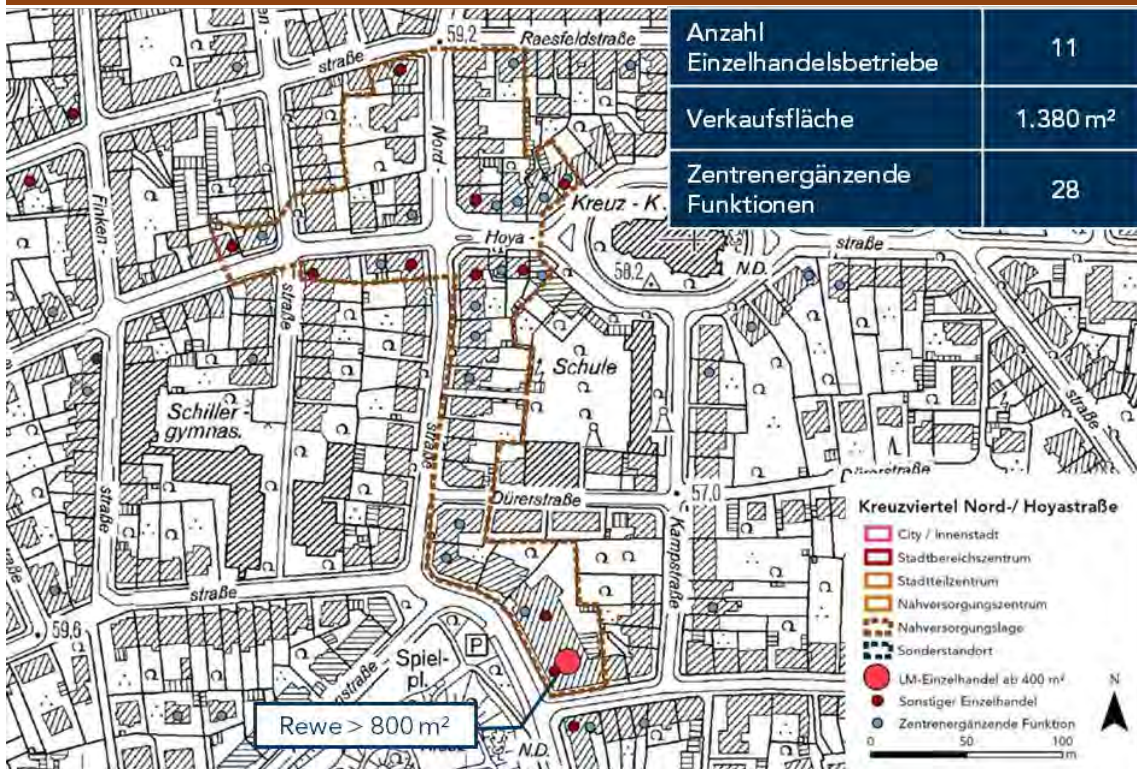 59,2
Raesfeldstraße
straße
Anzahl
Einzelhandelsbetriebe
11
Verkaufsfläche
1.380 m²
Zentrenergänzende
Funktionen
28
Nord-
Finken-
Kreuz - K.
Hoya -
straße
58.2
N.D.
straße
Schule
Schiller-
gymnas.
straße
straße
Dürerstraße
57,0
Dürerstraße
Kampstraße
straße
straße
59,6
P
Spiel-
pl.
Rewe > 800 m²
N.D.
Kreuzviertel Nord-/ Hoyastraße
City / Innenstadt
Stadtbereichszentrum
Stadtteilzentrum
Nahversorgungszentrum
Nahversorgungslage
Sonderstandort
LM-Einzelhandel ab 400 m²
Sonstiger Einzelhandel
Zentrenergänzende Funktion
N
0 50 100
m